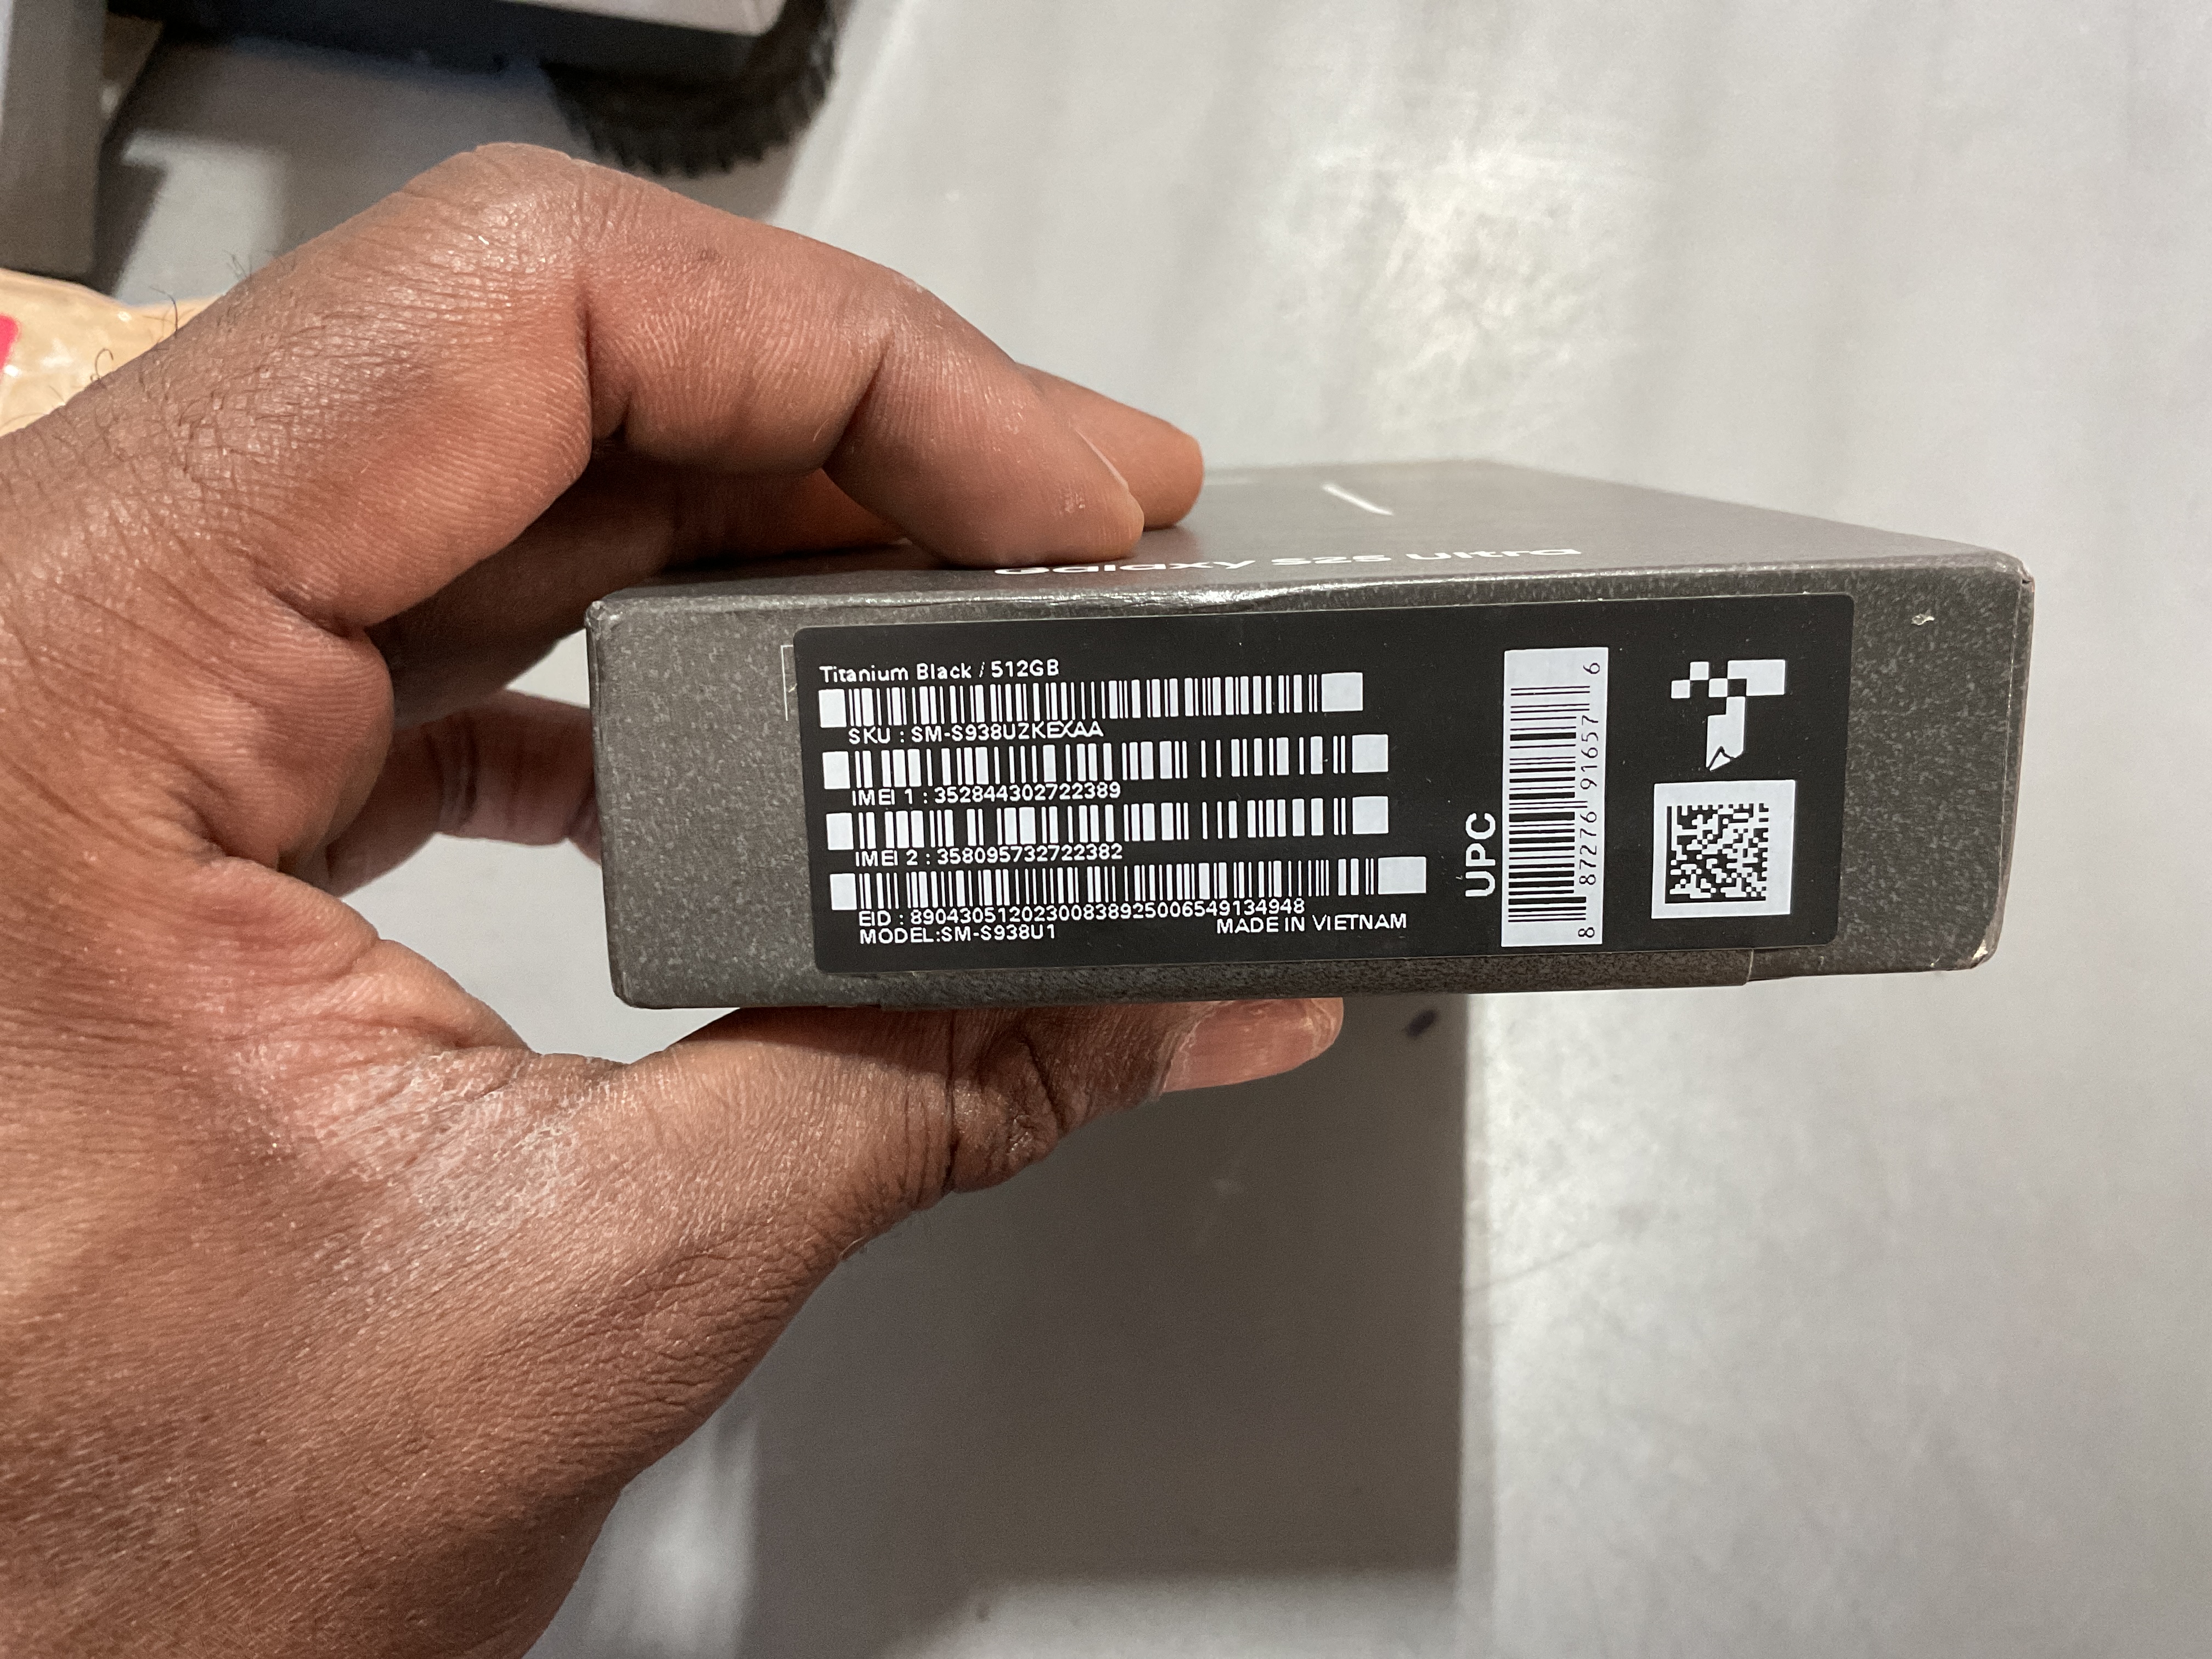 Galaxy S25 Ultra
Titanium Black / 512GB
SKU : SM-S938UZKEXAA
IMEI 1 : 352844302722389
IMEI 2 : 358095732722382
EID : 89043051202300838925006549134948
MODEL:SM-S938U1
MADE IN VIETNAM
UPC
8 87276 91657 6